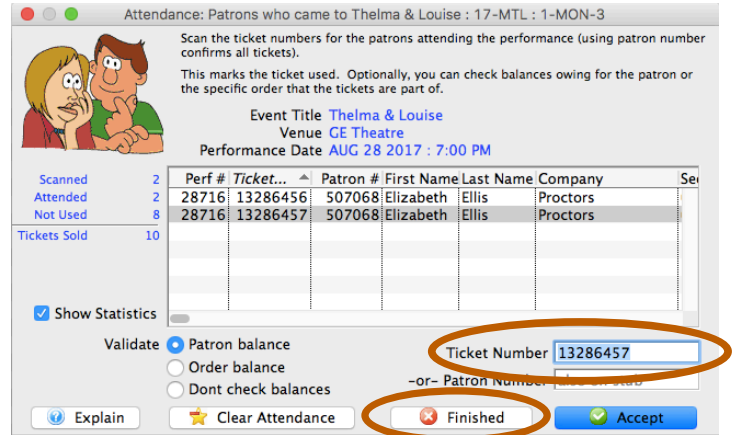 Attendance: Patrons who came to Thelma & Louise : 17-MTL : 1-MON-3
Scan the ticket numbers for the patrons attending the performance (using patron number
confirms all tickets).
This marks the ticket used. Optionally, you can check balances owing for the patron or
the specific order that the tickets are part of.
Event Title Thelma & Louise
Venue GE Theatre
Performance Date AUG 28 2017 : 7:00 PM
Scanned 2
Attended 2
Not Used 8
Tickets Sold 10
Perf # Ticket... Patron # First Name Last Name Company
28716 13286456 507068 Elizabeth Ellis Proctors
28716 13286457 507068 Elizabeth Ellis Proctors
Show Statistics
Validate Patron balance
Order balance
Dont check balances
Ticket Number 13286457
-or- Patron Number
Explain
Clear Attendance
Finished
Accept